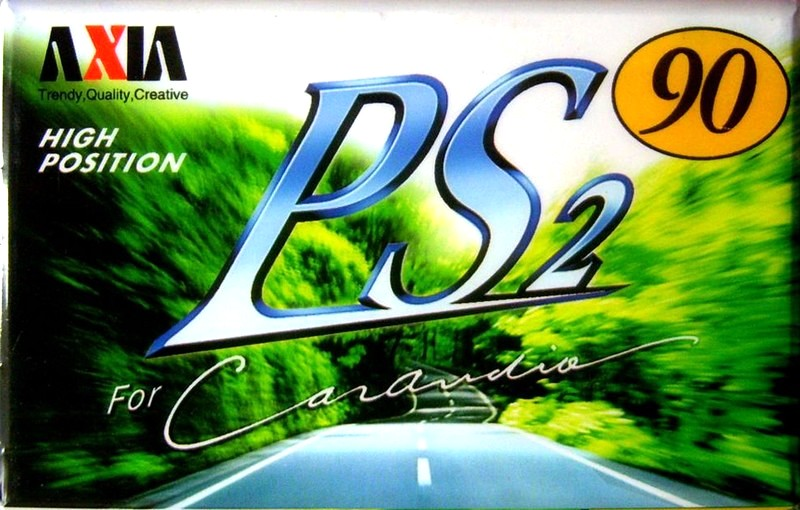 AXIA
Trendy,Quality,Creative
HIGH
POSITION
PS2
90
For Caraudio